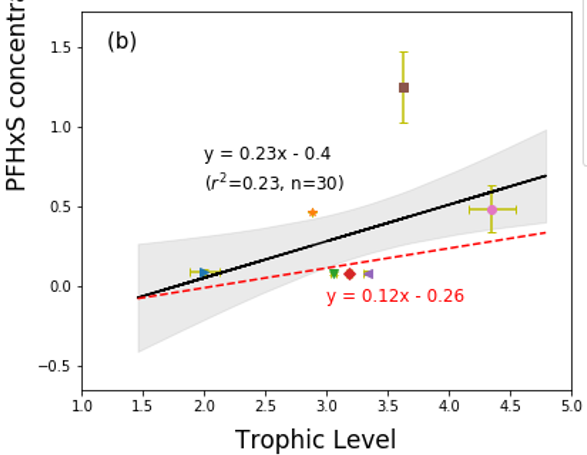 (b)
y = 0.23x - 0.4
(r²=0.23, n=30)
y = 0.12x - 0.26
PFHxS
1.5
1.0
0.5
0.0
−0.5
1.0 1.5 2.0 2.5 3.0 3.5 4.0 4.5 5.0
Trophic Level